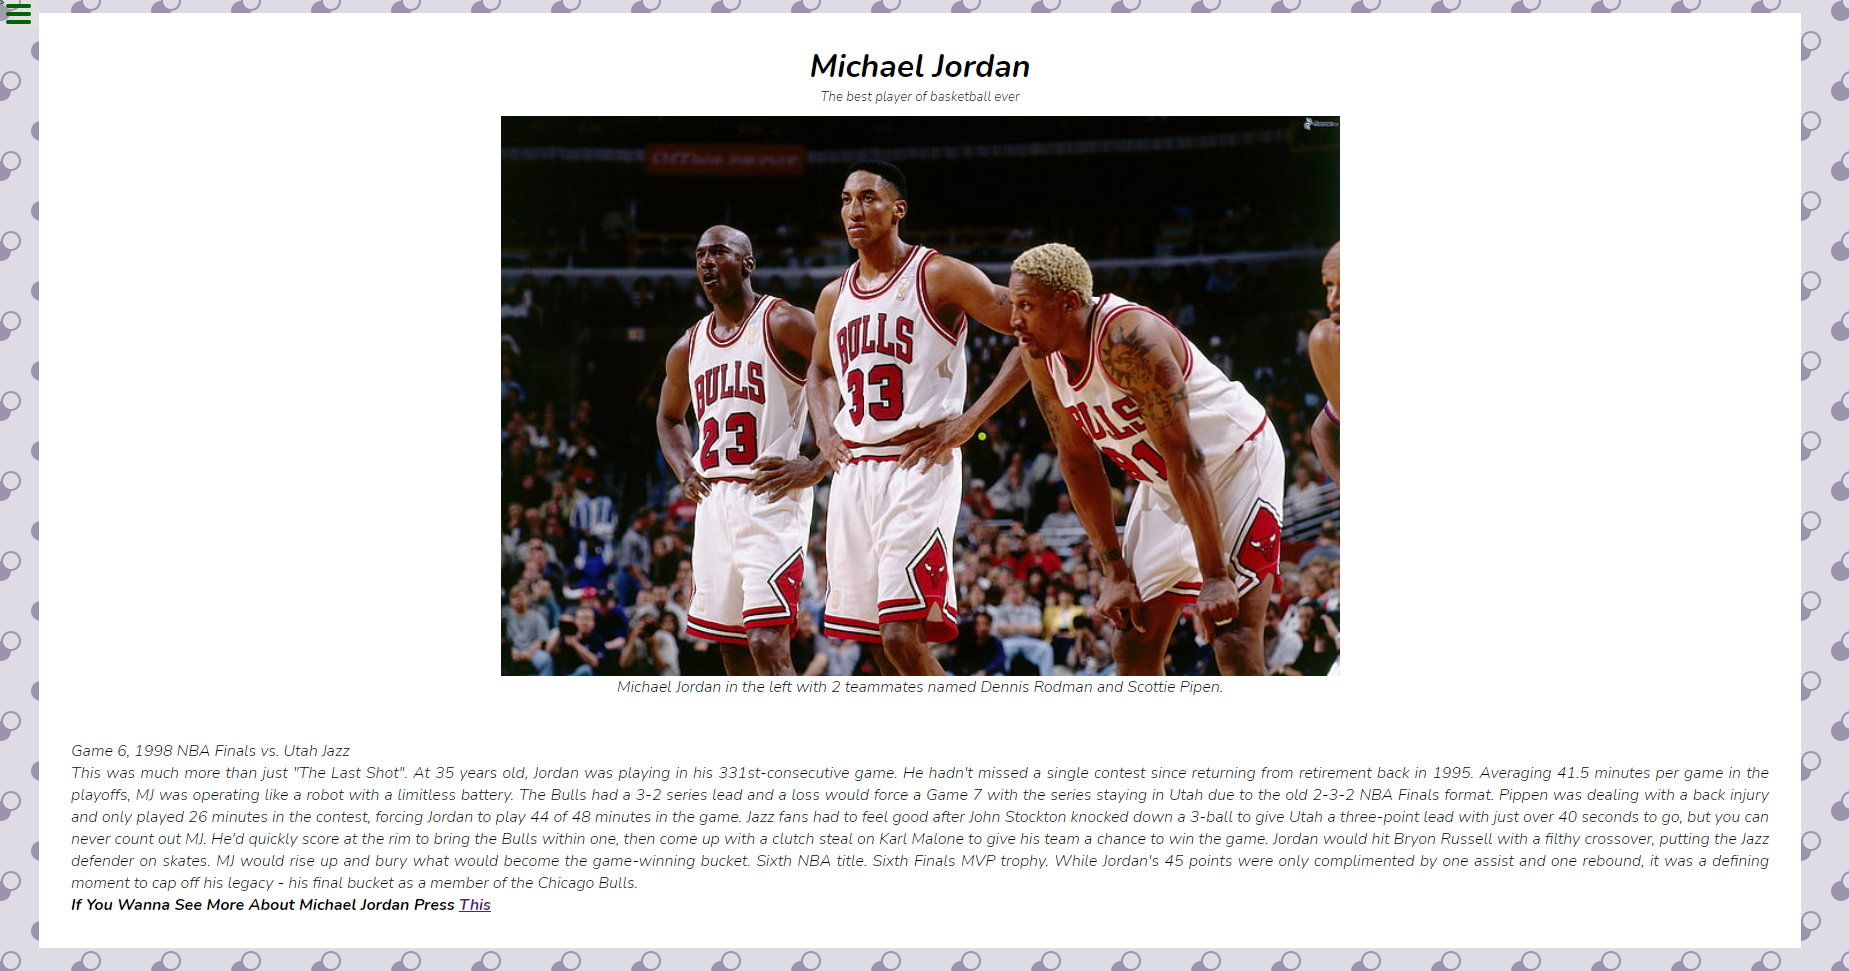 Michael Jordan
The best player of basketball ever
Office DEPOT
BULLS
23
BULLS
33
BULLS
91
Michael Jordan in the left with 2 teammates named Dennis Rodman and Scottie Pipen.
Game 6, 1998 NBA Finals vs. Utah Jazz
This was much more than just "The Last Shot". At 35 years old, Jordan was playing in his 331st-consecutive game. He hadn't missed a single contest since returning from retirement back in 1995. Averaging 41.5 minutes per game in the
playoffs, MJ was operating like a robot with a limitless battery. The Bulls had a 3-2 series lead and a loss would force a Game 7 with the series staying in Utah due to the old 2-3-2 NBA Finals format. Pippen was dealing with a back injury
and only played 26 minutes in the contest, forcing Jordan to play 44 of 48 minutes in the game. Jazz fans had to feel good after John Stockton knocked down a 3-ball to give Utah a three-point lead with just over 40 seconds to go, but you can
never count out MJ. He'd quickly score at the rim to bring the Bulls within one, then come up with a clutch steal on Karl Malone to give his team a chance to win the game. Jordan would hit Bryon Russell with a filthy crossover, putting the Jazz
defender on skates. MJ would rise up and bury what would become the game-winning bucket. Sixth NBA title. Sixth Finals MVP trophy. While Jordan's 45 points were only complimented by one assist and one rebound, it was a defining
moment to cap off his legacy - his final bucket as a member of the Chicago Bulls.
If You Wanna See More About Michael Jordan Press This